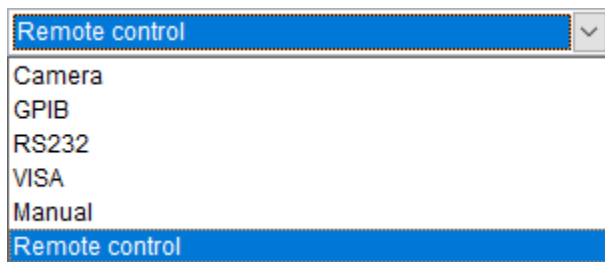 Remote control
Camera
GPIB
RS232
VISA
Manual
Remote control